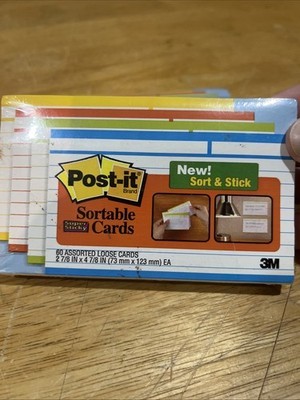 Post-it
Brand
Sortable
Super Sticky
Cards
New!
Sort & Stick
60 ASSORTED LOOSE CARDS
2 7/8 IN x 4 7/8 IN (73 mm x 123 mm) EA
3M